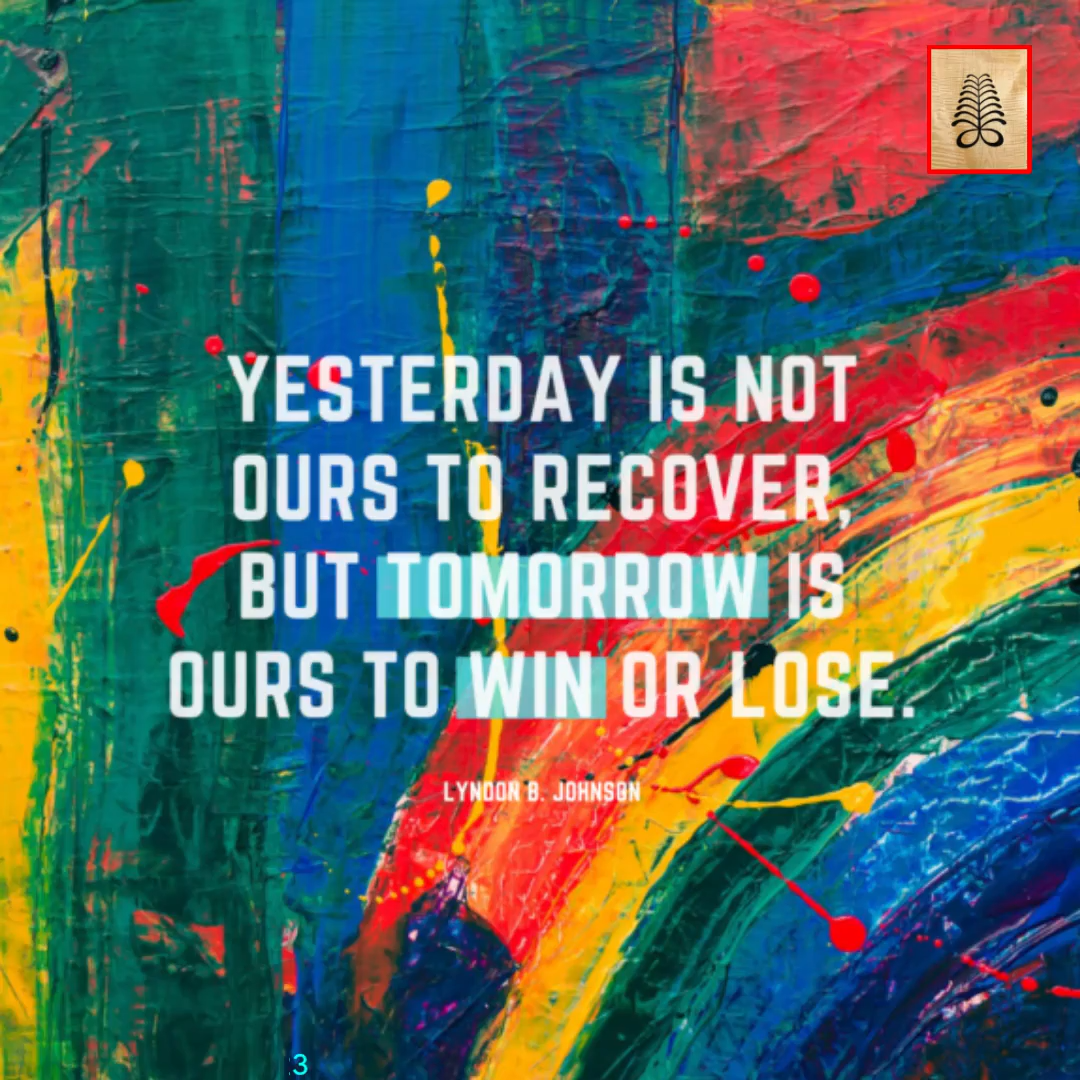 YESTERDAY IS NOT
OURS TO RECOVER,
BUT TOMORROW IS
OURS TO WIN OR LOSE.
LYNDON B. JOHNSON
:3